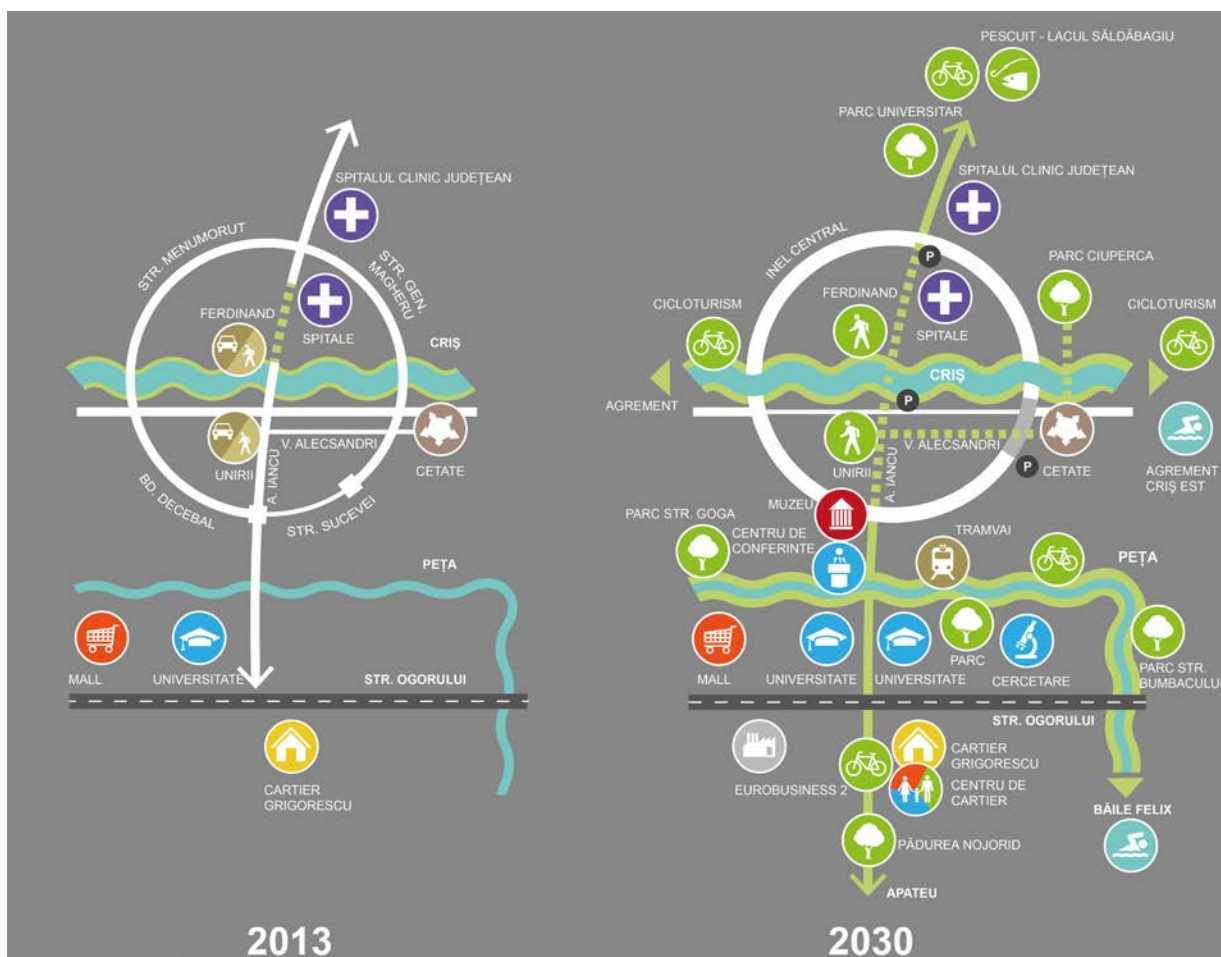 SPITALUL CLINIC JUDEȚEAN
STR. MENUMORUT
STR. GEN.
MAGHERU
FERDINAND
SPITALE
CRIŞ
V. ALECSANDRI
UNIRII
A. IANCU
CETATE
BD. DECEBAL
STR. SUCEVEI
PEȚA
MALL
UNIVERSITATE
STR. OGORULUI
CARTIER
GRIGORESCU
2013
PESCUIT - LACUL SĂLDĂBAGIU
PARC UNIVERSITAR
SPITALUL CLINIC JUDEȚEAN
INEL CENTRAL
P
PARC CIUPERCA
CICLOTURISM
FERDINAND
SPITALE
CICLOTURISM
CRIŞ
P
AGREMENT
V. ALECSANDRI
UNIRII
A. IANCU
P
CETATE
AGREMENT
CRIŞ EST
MUZEU
PARC STR. GOGA
CENTRU DE
CONFERINTE
TRAMVAI
PEȚA
MALL
UNIVERSITATE
UNIVERSITATE
PARC
CERCETARE
PARC STR.
BUMBACULUI
STR. OGORULUI
EUROBUSINESS 2
CARTIER
GRIGORESCU
CENTRU DE
CARTIER
BĂILE FELIX
PĂDUREA NOJORID
APATEU
2030